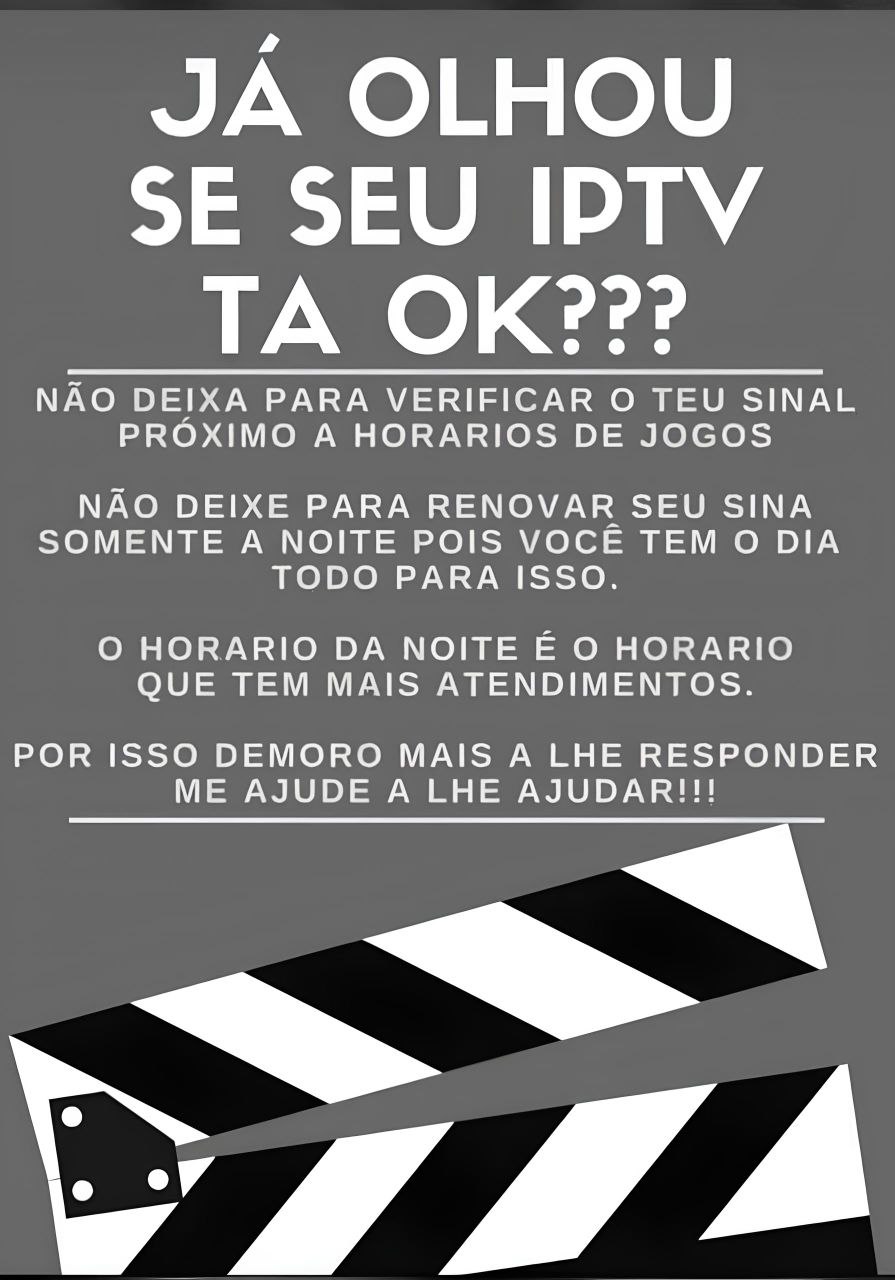 JÁ OLHOU
SE SEU IPTV
TA OK???
NÃO DEIXA PARA VERIFICAR O TEU SINAL
PRÓXIMO A HORARIOS DE JOGOS
NÃO DEIXE PARA RENOVAR SEU SINA
SOMENTE A NOITE POIS VOCÊ TEM O DIA
TODO PARA ISSO.
O HORARIO DA NOITE É O HORARIO
QUE TEM MAIS ATENDIMENTOS.
POR ISSO DEMORO MAIS A LHE RESPONDER
ME AJUDE A LHE AJUDAR!!!